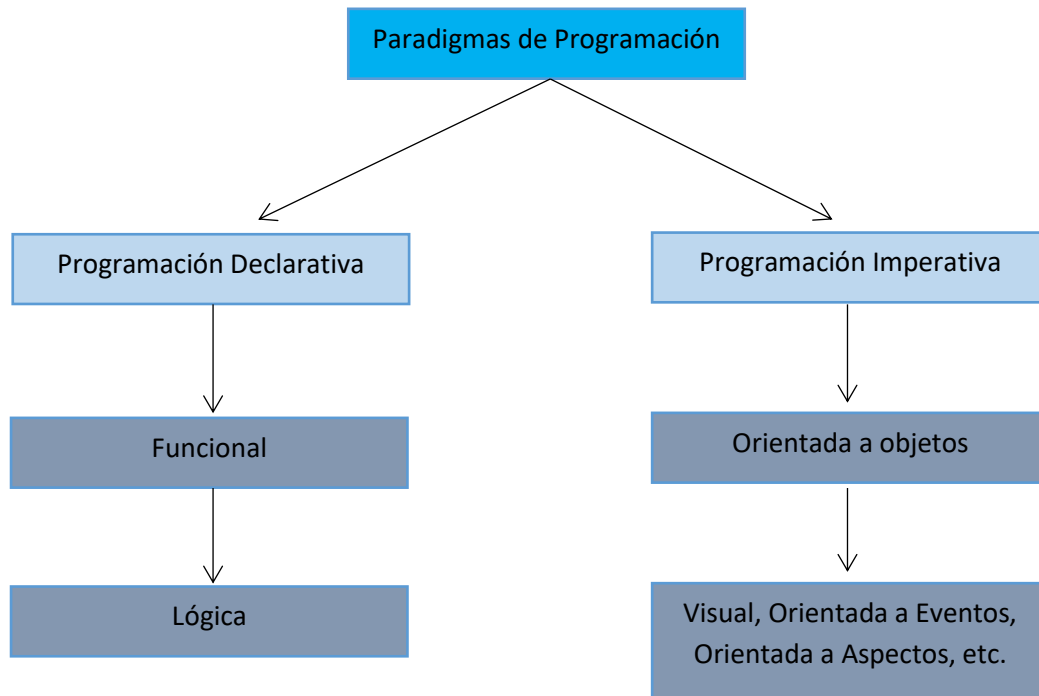 Paradigmas de Programación
Programación Declarativa
Programación Imperativa
Funcional
Orientada a objetos
Lógica
Visual, Orientada a Eventos,
Orientada a Aspectos, etc.